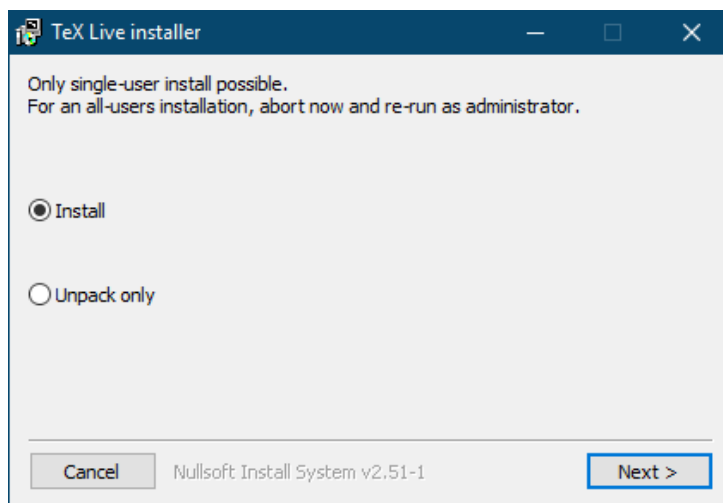 TeX Live installer
Only single-user install possible.
For an all-users installation, abort now and re-run as administrator.
Install
Unpack only
Cancel
Nullsoft Install System v2.51-1
Next >